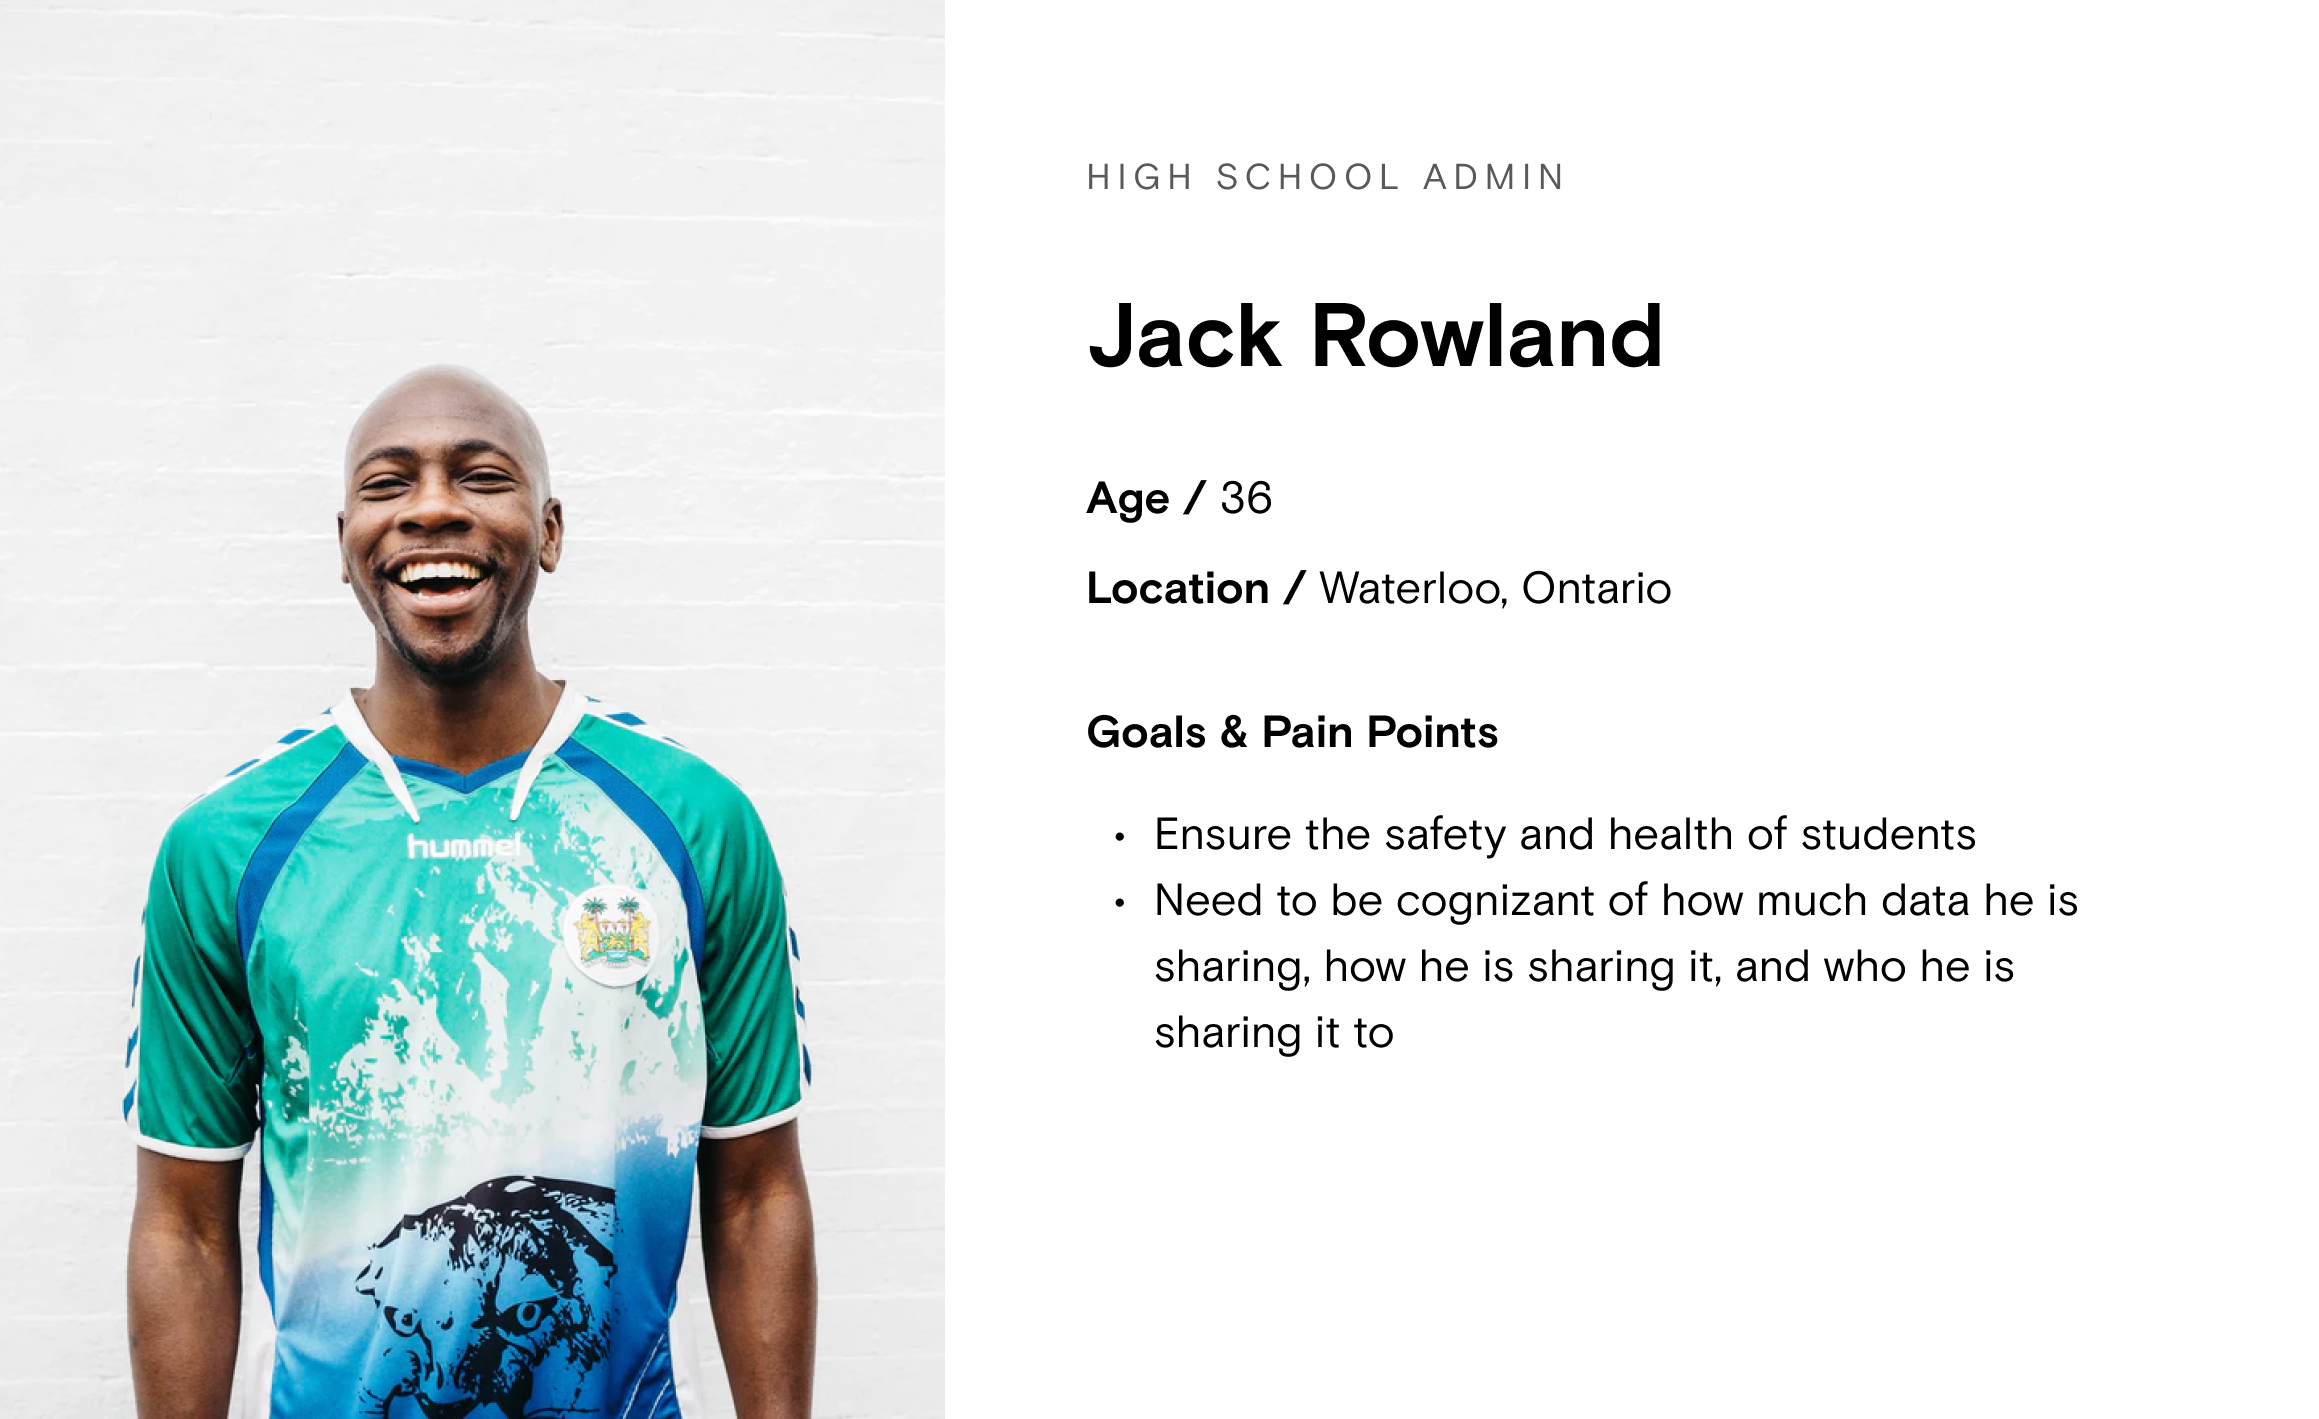 HIGH SCHOOL ADMIN
Jack Rowland
Age / 36
Location / Waterloo, Ontario
Goals & Pain Points
• Ensure the safety and health of students
• Need to be cognizant of how much data he is
sharing, how he is sharing it, and who he is
sharing it to
hummel